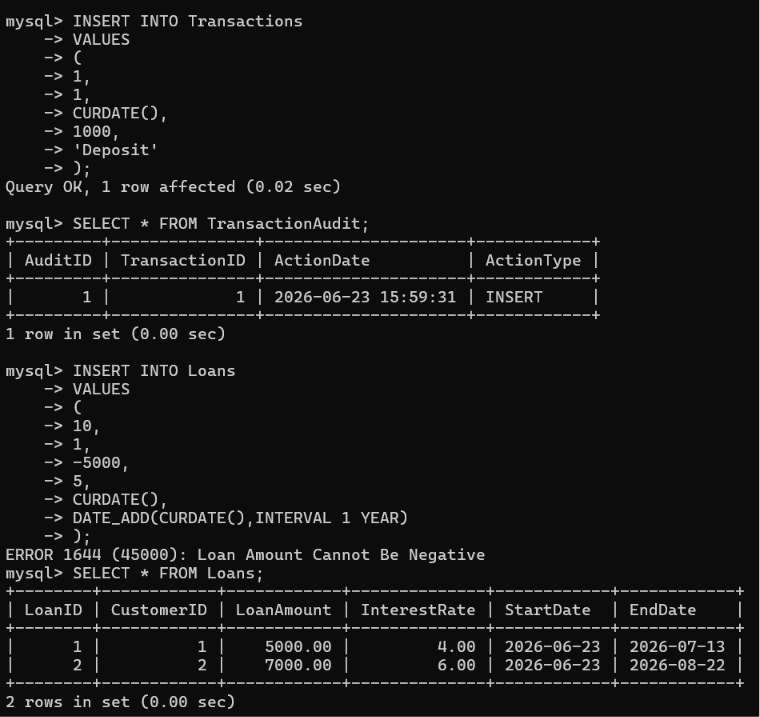 mysql> INSERT INTO Transactions
    -> VALUES
    -> (
    -> 1,
    -> 1,
    -> CURDATE(),
    -> 1000,
    -> 'Deposit'
    -> );
Query OK, 1 row affected (0.02 sec)

mysql> SELECT * FROM TransactionAudit;
+---------+---------------+---------------------+------------+
| AuditID | TransactionID | ActionDate          | ActionType |
+---------+---------------+---------------------+------------+
|       1 |             1 | 2026-06-23 15:59:31 | INSERT     |
+---------+---------------+---------------------+------------+
1 row in set (0.00 sec)

mysql> INSERT INTO Loans
    -> VALUES
    -> (
    -> 10,
    -> 1,
    -> -5000,
    -> 5,
    -> CURDATE(),
    -> DATE_ADD(CURDATE(),INTERVAL 1 YEAR)
    -> );
ERROR 1644 (45000): Loan Amount Cannot Be Negative
mysql> SELECT * FROM Loans;
+--------+------------+------------+--------------+------------+------------+
| LoanID | CustomerID | LoanAmount | InterestRate | StartDate  | EndDate    |
+--------+------------+------------+--------------+------------+------------+
|      1 |          1 |    5000.00 |         4.00 | 2026-06-23 | 2026-07-13 |
|      2 |          2 |    7000.00 |         6.00 | 2026-06-23 | 2026-08-22 |
+--------+------------+------------+--------------+------------+------------+
2 rows in set (0.00 sec)